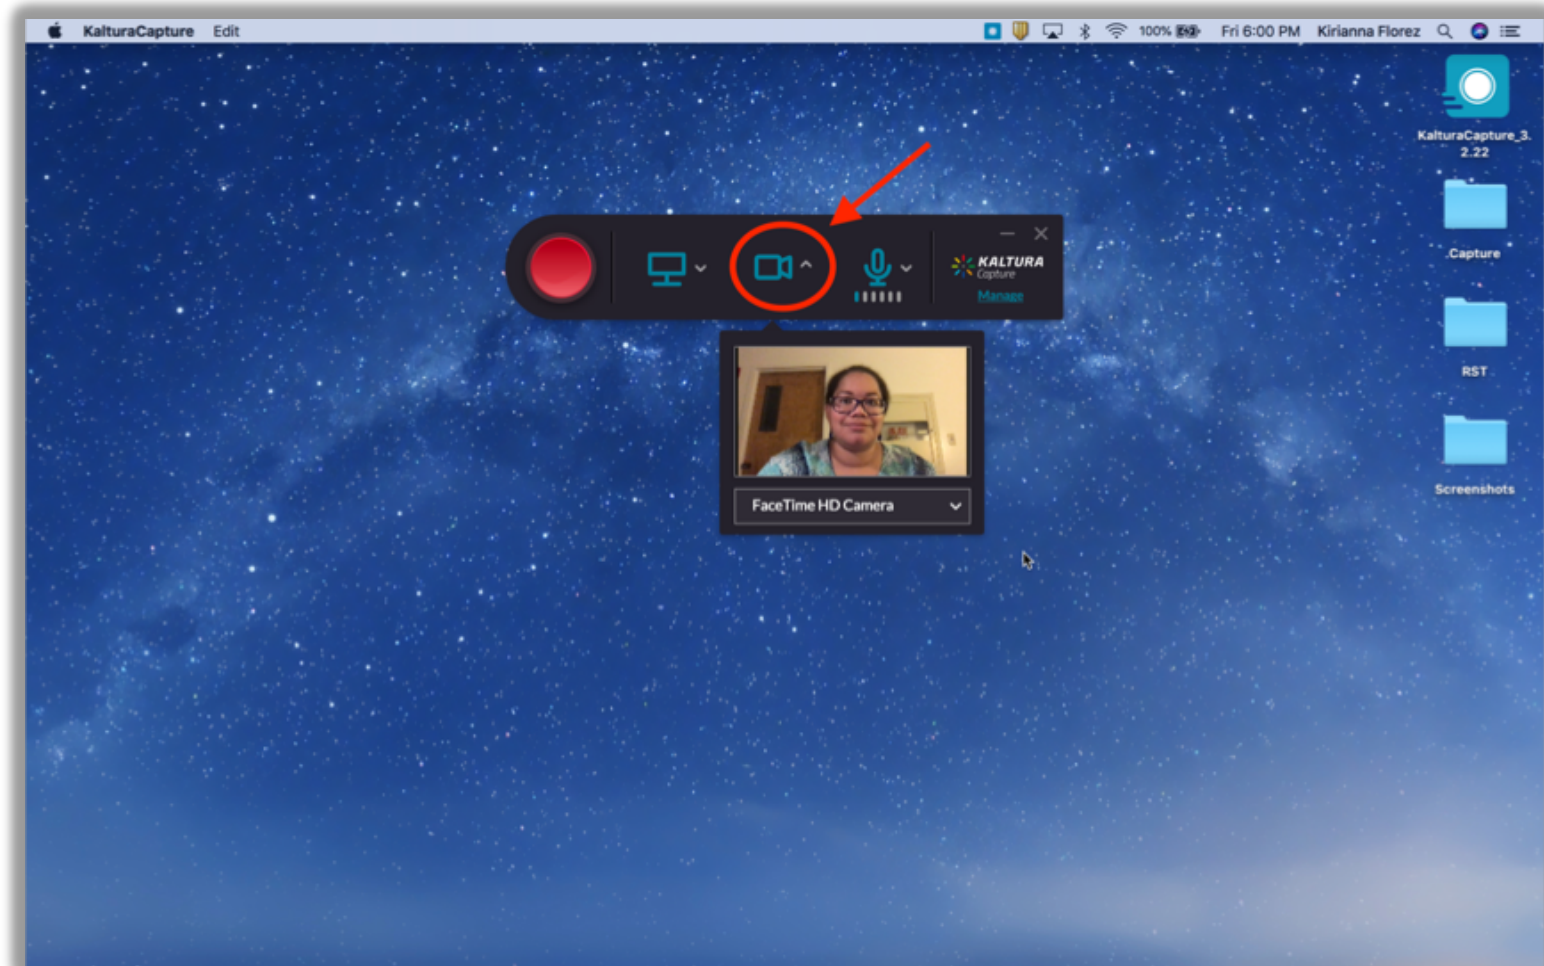 KalturaCapture Edit 100% Fri 6:00 PM Kirianna Florez
KalturaCapture_3.
2.22
.Capture
RST
Screenshots
KALTURA
Capture
Manage
FaceTime HD Camera